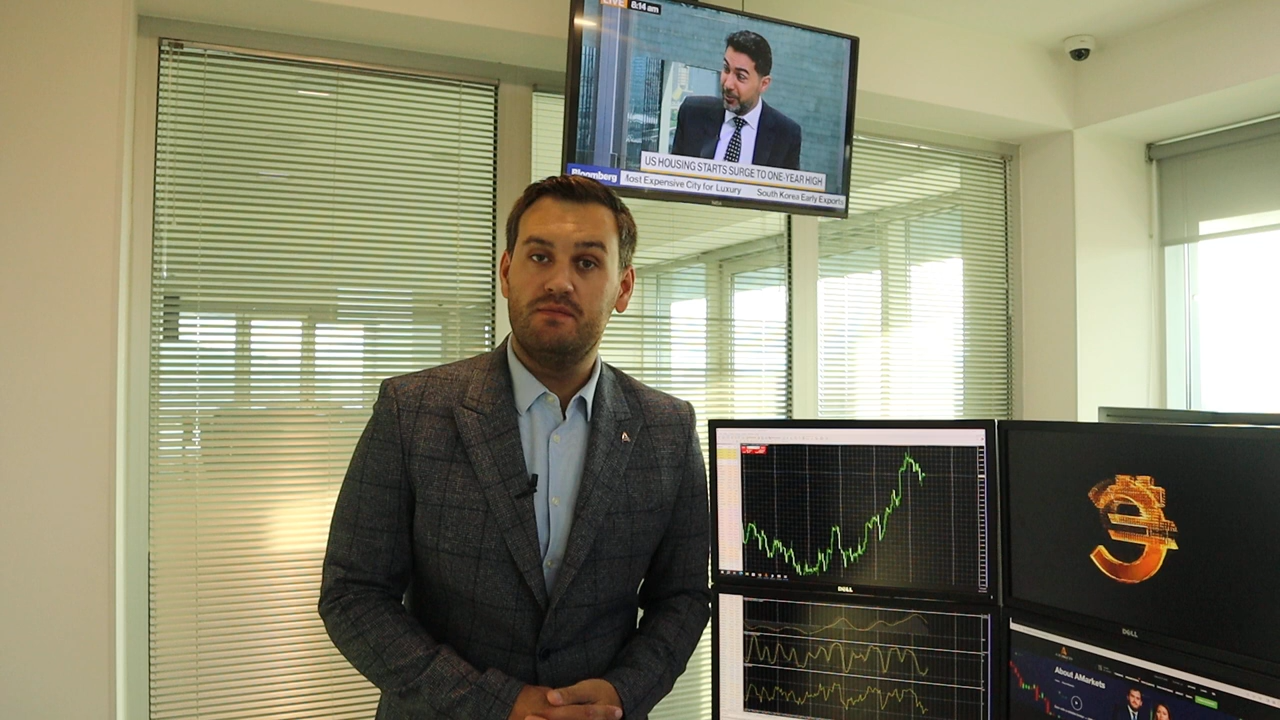 LIVE 8:14 am
US HOUSING STARTS SURGE TO ONE-YEAR HIGH
Bloomberg
Most Expensive City for Luxury South Korea Early Exports
DELL
DELL
About AMarkets